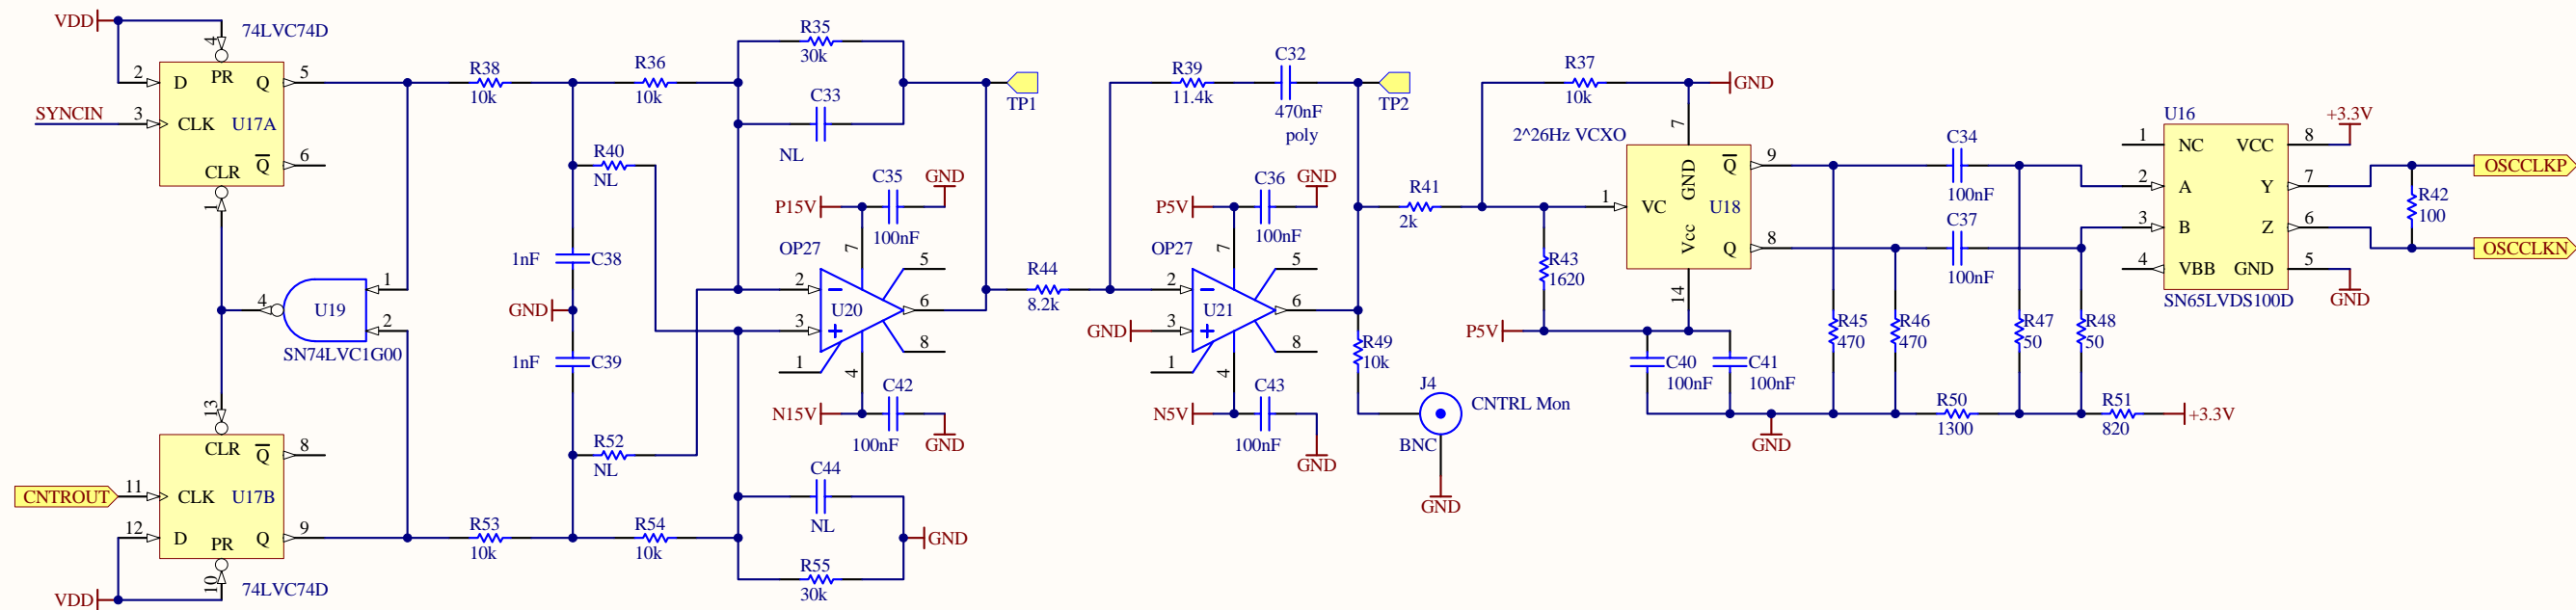 VDD
74LVC74D
4
2
D
PR
Q
5
SYNCIN
3
CLK
U17A
CLR
Q
6
1
R38
10k
R36
10k
R35
30k
C33
NL
TP1
R40
NL
C35
GND
P15V
100nF
7
OP27
1nF
C38
GND
1nF
C39
2
3
1
U20
5
6
8
4
C42
N15V
100nF
GND
4
U19
1
2
SN74LVC1G00
13
CLR
Q
8
CNTROUT
11
CLK
U17B
12
D
PR
Q
9
10
74LVC74D
VDD
R52
NL
R53
10k
R54
10k
C44
NL
GND
R55
30k
R39
11.4k
C32
470nF
poly
TP2
C36
GND
P5V
100nF
7
OP27
R44
8.2k
2
GND
3
1
U21
5
6
8
4
C43
N5V
100nF
GND
R49
10k
J4
CNTRL Mon
BNC
GND
R41
2k
R37
10k
GND
2^26Hz VCXO
7
GND
Q
9
1
VC
U18
Vcc
Q
8
14
R43
1620
P5V
C40
100nF
C41
100nF
GND
C34
100nF
C37
100nF
R45
470
R46
470
R47
50
R48
50
R50
1300
R51
820
+3.3V
U16
+3.3V
1
NC
VCC
8
2
A
Y
7
3
B
Z
6
4
VBB
GND
5
SN65LVDS100D
GND
OSCCLKP
R42
100
OSCCLKN